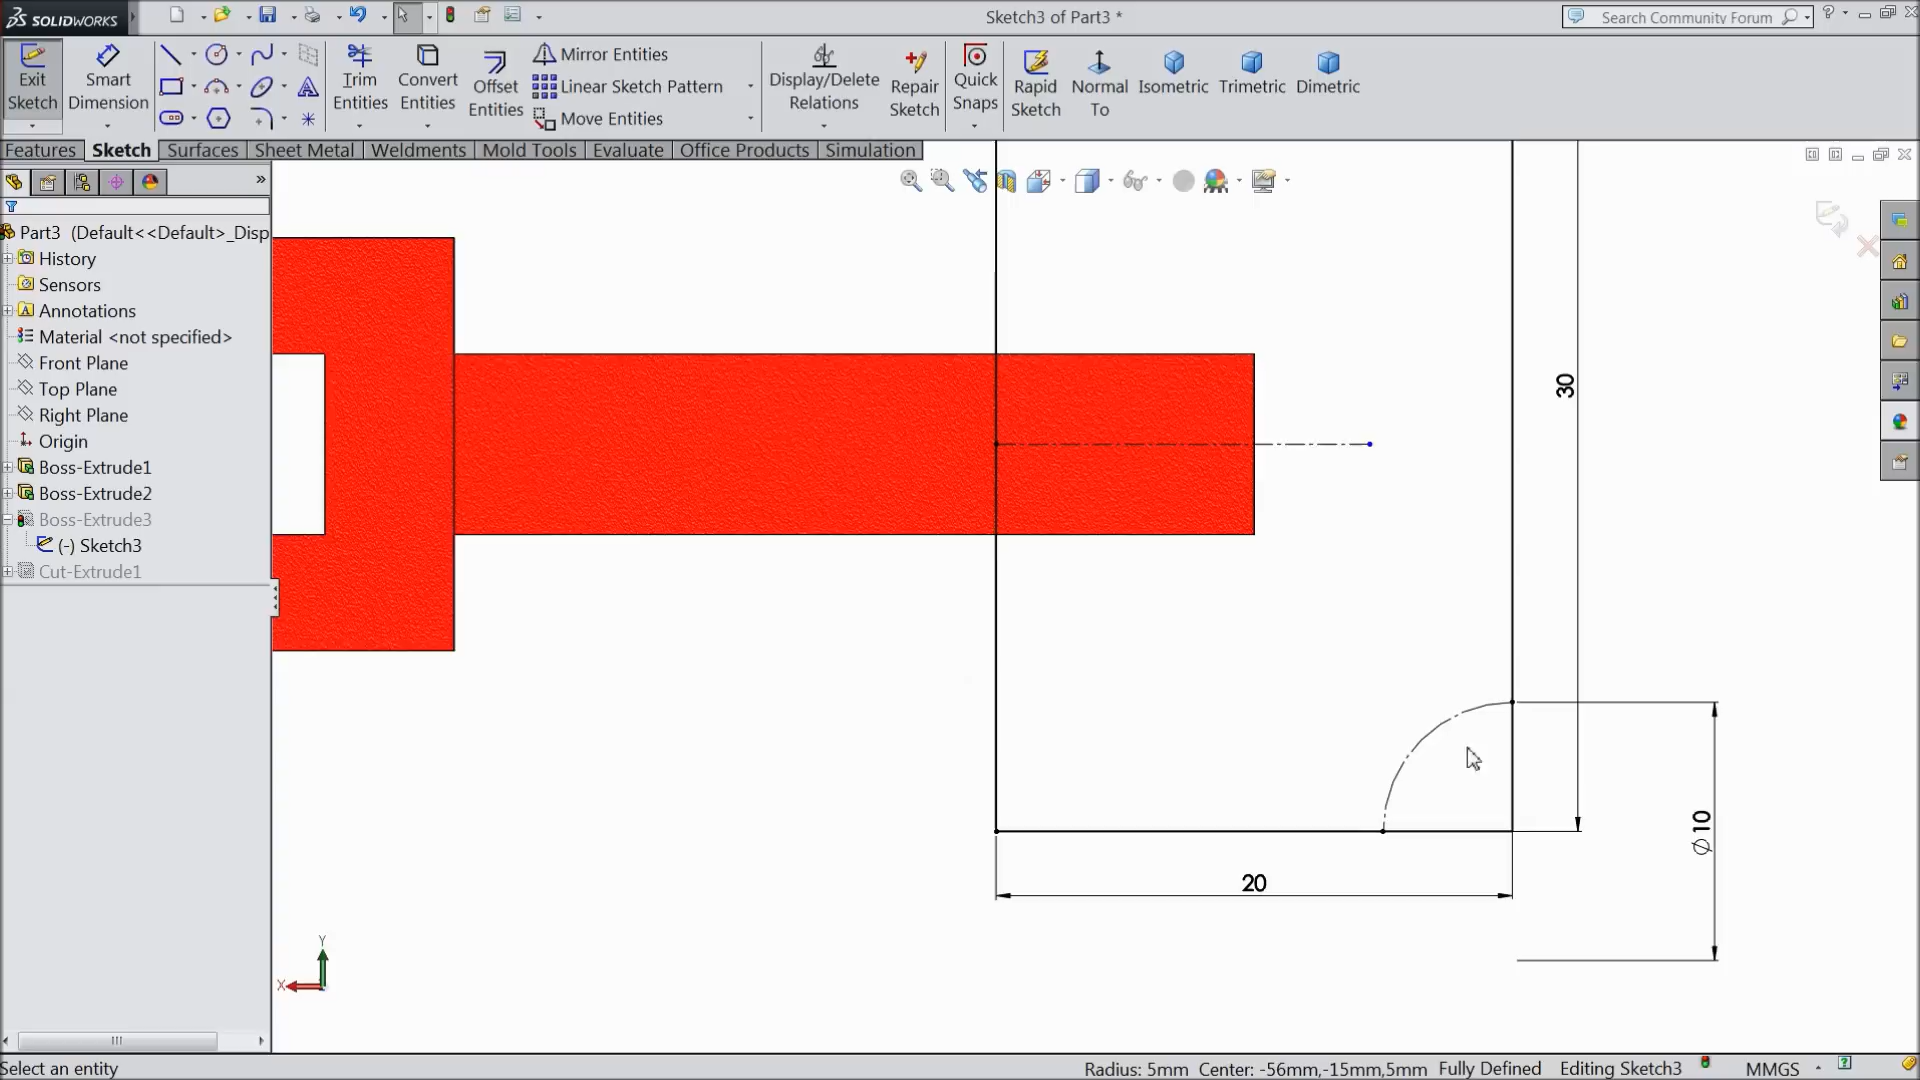 SOLIDWORKS
Sketch3 of Part3 *
Search Community Forum
Exit Sketch
Smart Dimension
Trim Entities
Convert Entities
Offset Entities
Mirror Entities
Linear Sketch Pattern
Move Entities
Display/Delete Relations
Repair Sketch
Quick Snaps
Rapid Sketch
Normal To
Isometric
Trimetric
Dimetric
Features
Sketch
Surfaces
Sheet Metal
Weldments
Mold Tools
Evaluate
Office Products
Simulation
Part3 (Default<<Default>_Disp
History
Sensors
Annotations
Material <not specified>
Front Plane
Top Plane
Right Plane
Origin
Boss-Extrude1
Boss-Extrude2
Boss-Extrude3
(-) Sketch3
Cut-Extrude1
30
∅10
20
Y
X
Select an entity
Radius: 5mm Center: -56mm,-15mm,5mm
Fully Defined
Editing Sketch3
MMGS